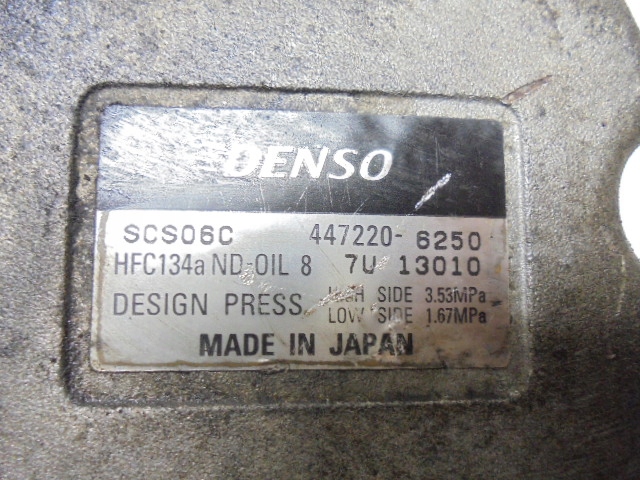 DENSO
SCS06C 447220-6250
HFC134a ND-OIL 8 7U 13010
DESIGN PRESS. HIGH SIDE 3.53MPa
LOW SIDE 1.67MPa
MADE IN JAPAN